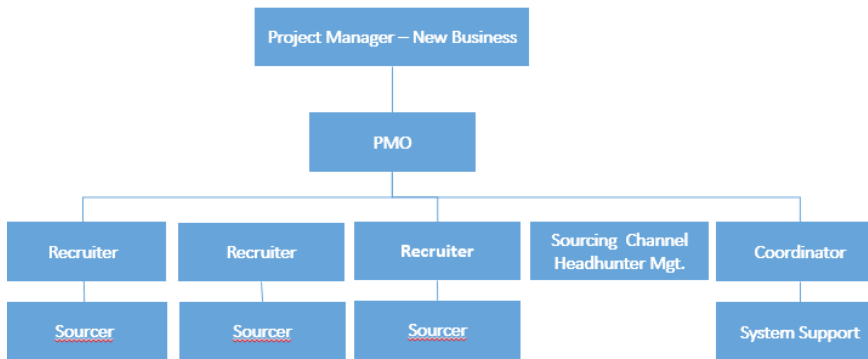 Project Manager – New Business
PMO
Recruiter
Recruiter
Recruiter
Sourcing Channel
Headhunter Mgt.
Coordinator
Sourcer
Sourcer
Sourcer
System Support